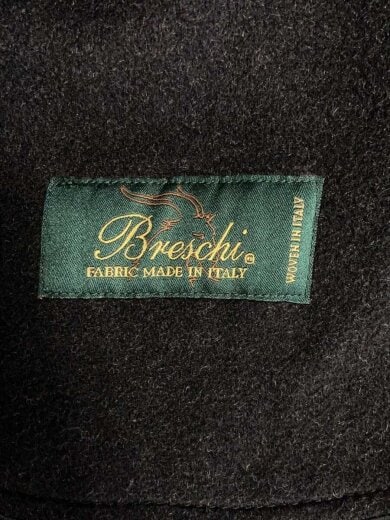 Breschi ®
FABRIC MADE IN ITALY
WOVEN IN ITALY